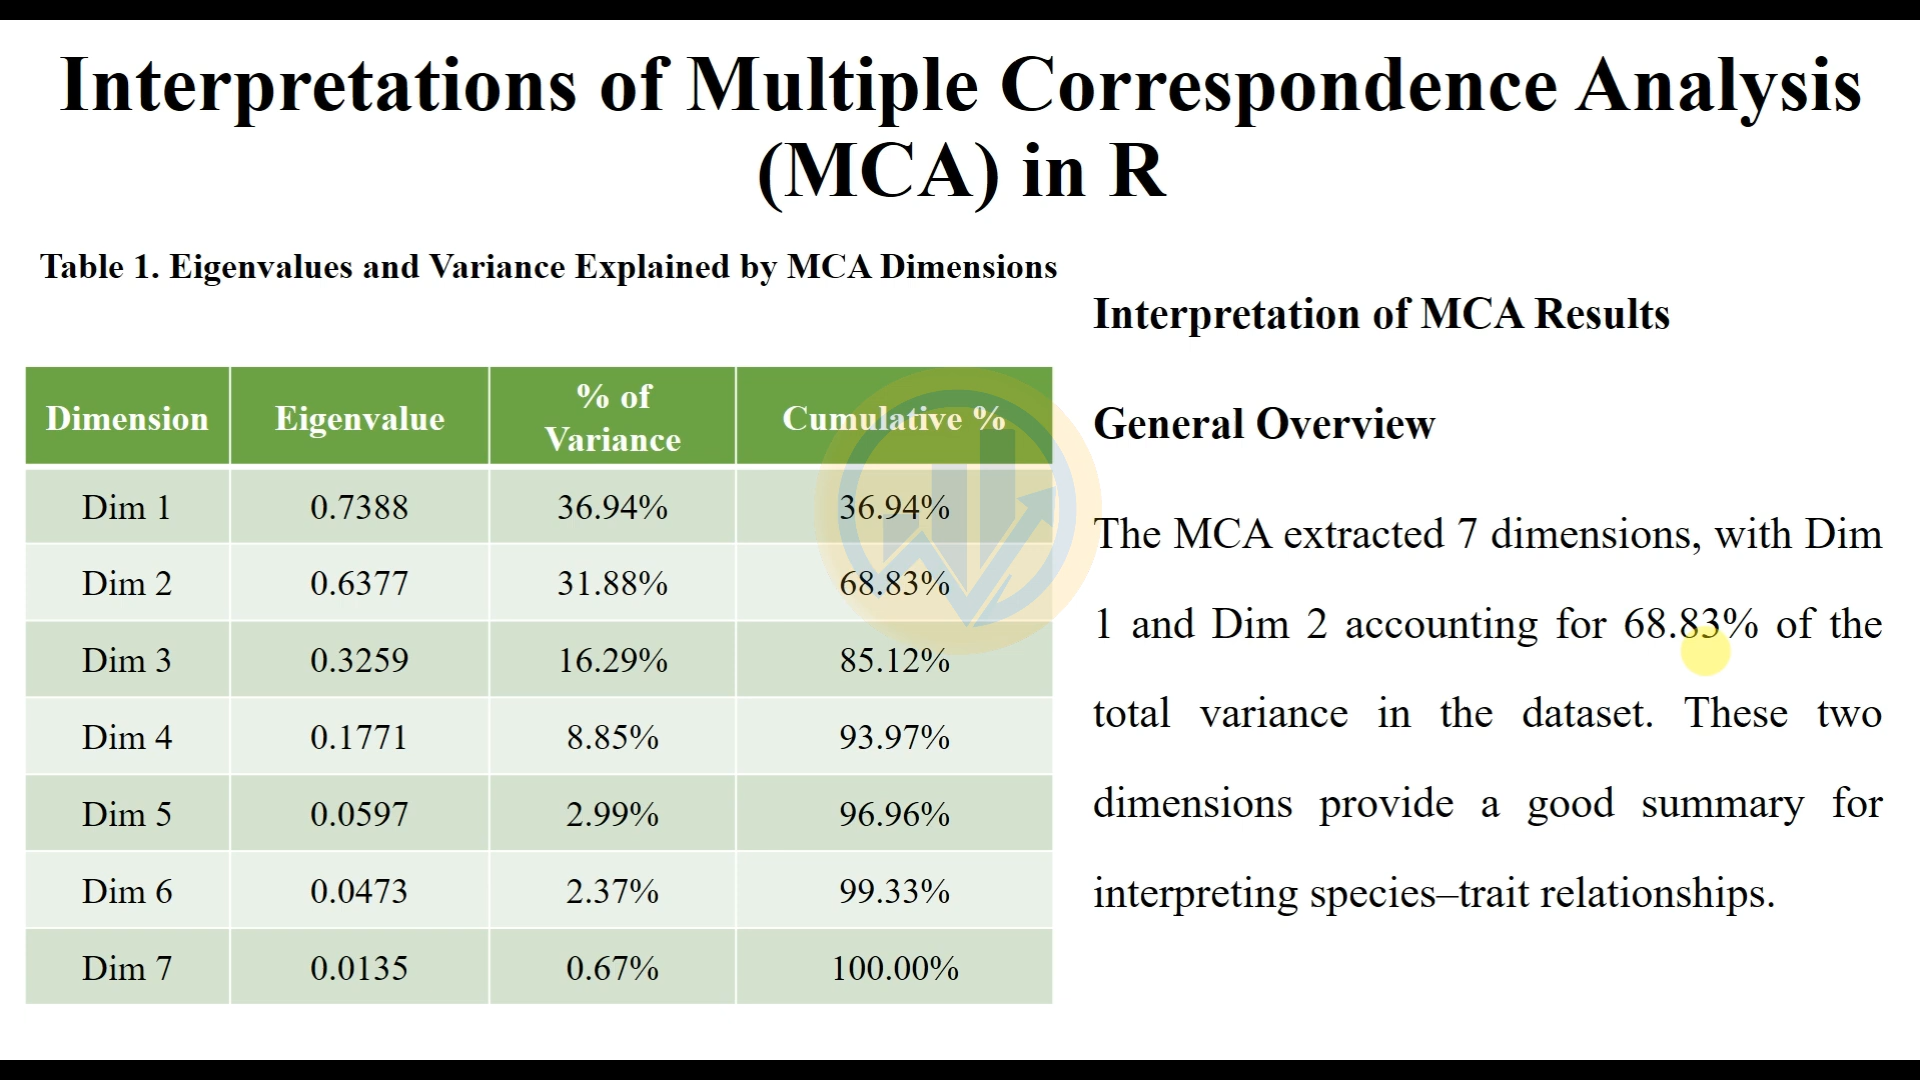 Interpretations of Multiple Correspondence Analysis
(MCA) in R
Table 1. Eigenvalues and Variance Explained by MCA Dimensions
Dimension Eigenvalue % of Variance Cumulative %
Dim 1 0.7388 36.94% 36.94%
Dim 2 0.6377 31.88% 68.83%
Dim 3 0.3259 16.29% 85.12%
Dim 4 0.1771 8.85% 93.97%
Dim 5 0.0597 2.99% 96.96%
Dim 6 0.0473 2.37% 99.33%
Dim 7 0.0135 0.67% 100.00%
Interpretation of MCA Results
General Overview
The MCA extracted 7 dimensions, with Dim
1 and Dim 2 accounting for 68.83% of the
total variance in the dataset. These two
dimensions provide a good summary for
interpreting species–trait relationships.